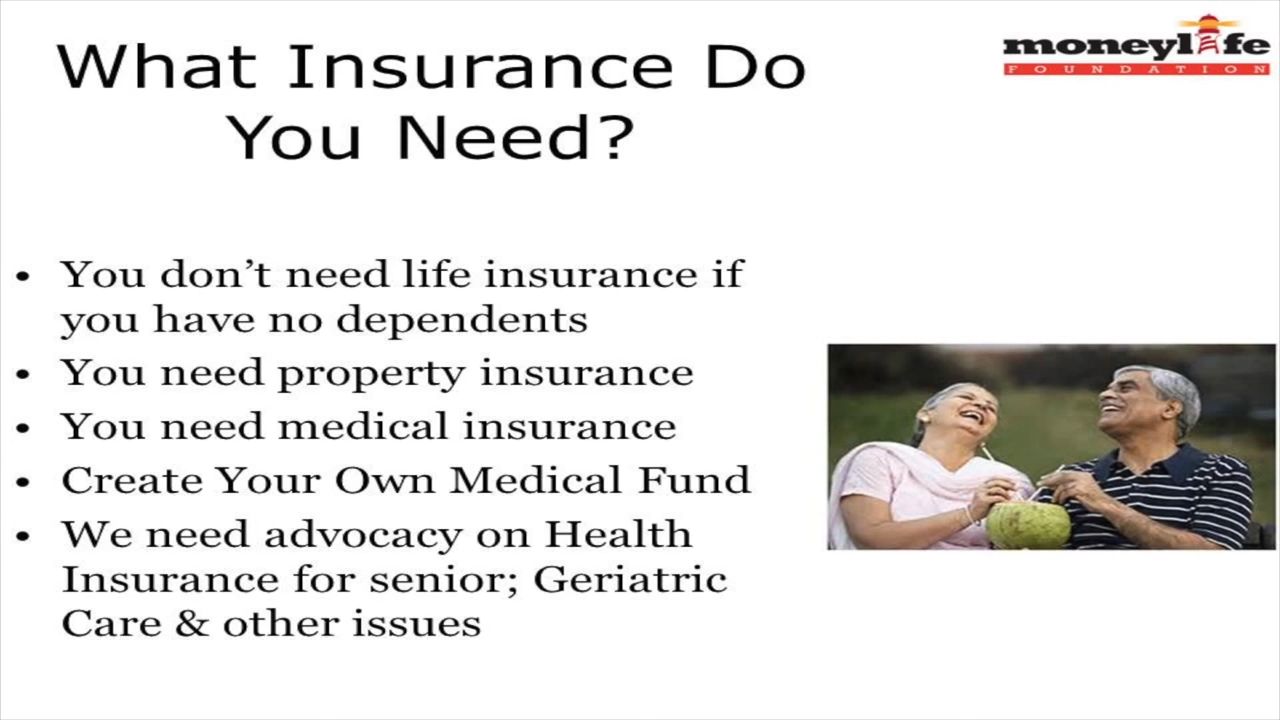 What Insurance Do
You Need?
moneylife
FOUNDATION
• You don’t need life insurance if
you have no dependents
• You need property insurance
• You need medical insurance
• Create Your Own Medical Fund
• We need advocacy on Health
Insurance for senior; Geriatric
Care & other issues